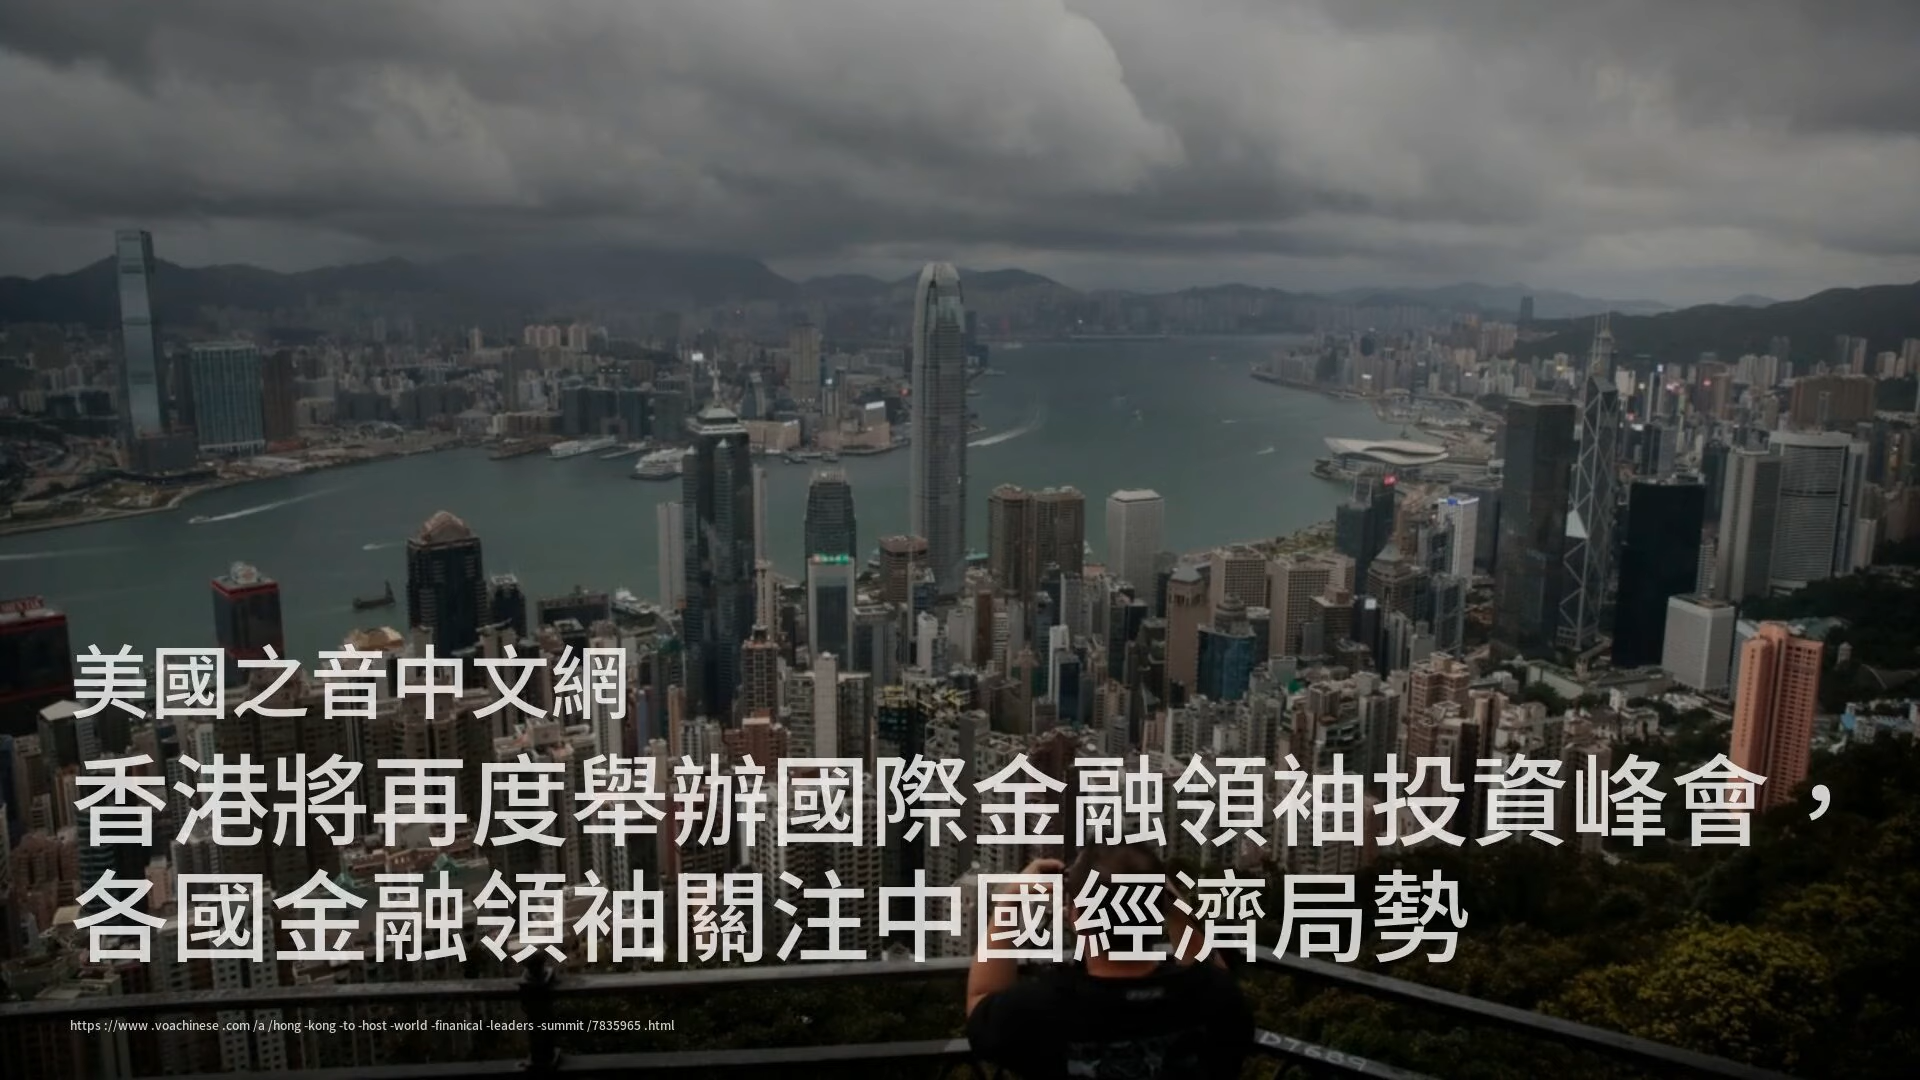 美國之音中文網
香港將再度舉辦國際金融領袖投資峰會，
各國金融領袖關注中國經濟局勢
https://www.voachinese.com/a/hong-kong-to-host-world-finanical-leaders-summit/7835965.html
D7689